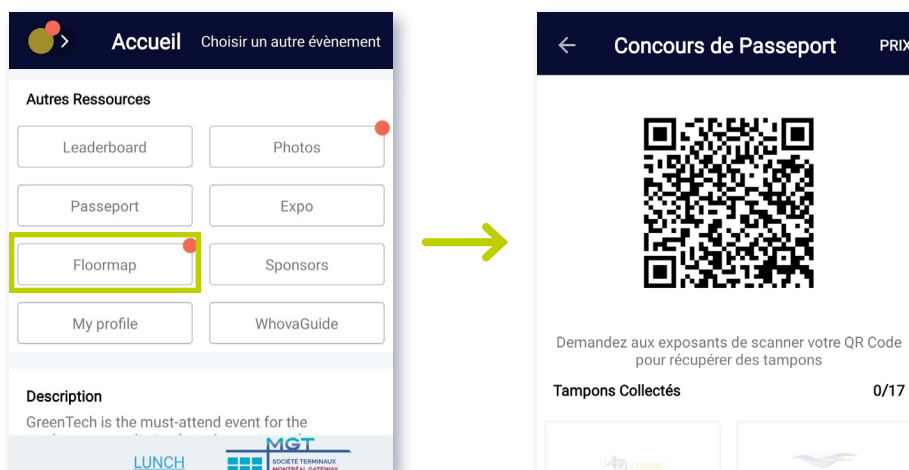 Accueil
Choisir un autre évènement
Autres Ressources
Leaderboard
Photos
Passeport
Expo
Floormap
Sponsors
My profile
WhovaGuide
Description
GreenTech is the must-attend event for the
LUNCH
MGT
SOCIÉTÉ TERMINAUX
MONTRÉAL GATEWAY
Concours de Passeport
PRIX
Demandez aux exposants de scanner votre QR Code
pour récupérer des tampons
Tampons Collectés
0/17